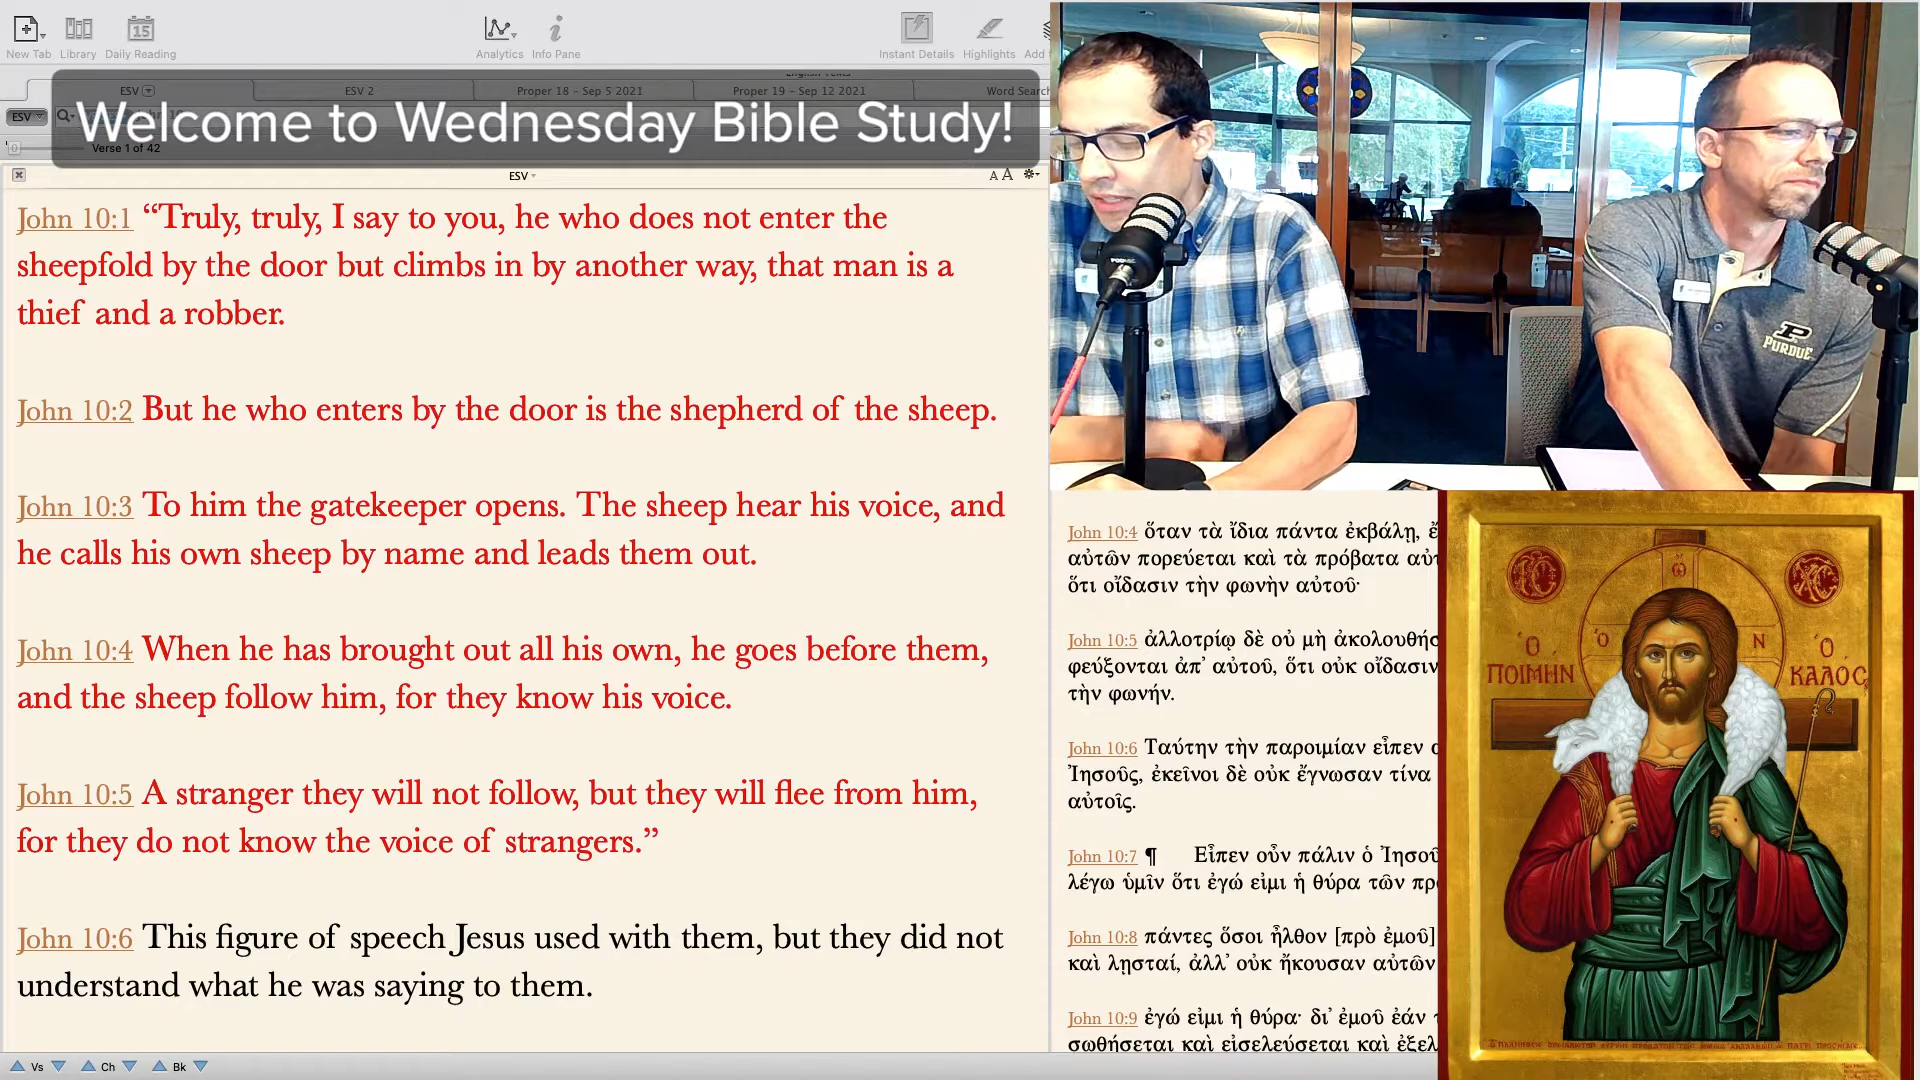 New Tab Library Daily Reading Analytics Info Pane Instant Details Highlights Add
15
English Texts
ESV ESV 2 Proper 18 - Sep 5 2021 Proper 19 - Sep 12 2021 Word Search
ESV
Welcome to Wednesday Bible Study!
Verse 1 of 42
ESV
A A
John 10:1 “Truly, truly, I say to you, he who does not enter the
sheepfold by the door but climbs in by another way, that man is a
thief and a robber.
John 10:2 But he who enters by the door is the shepherd of the sheep.
John 10:3 To him the gatekeeper opens. The sheep hear his voice, and
he calls his own sheep by name and leads them out.
John 10:4 When he has brought out all his own, he goes before them,
and the sheep follow him, for they know his voice.
John 10:5 A stranger they will not follow, but they will flee from him,
for they do not know the voice of strangers.”
John 10:6 This figure of speech Jesus used with them, but they did not
understand what he was saying to them.
Vs Ch Bk
P
PURDUE
John 10:4 ὅταν τὰ ἴδια πάντα ἐκβάλῃ,
αὐτῶν πορεύεται καὶ τὰ πρόβατα
ὅτι οἴδασιν τὴν φωνὴν αὐτοῦ·
John 10:5 ἀλλοτρίῳ δὲ οὐ μὴ
φεύξονται ἀπ’ αὐτοῦ, ὅτι οὐκ οἴδασιν
τὴν φωνήν.
John 10:6 Ταύτην τὴν παροιμίαν εἶπεν
Ἰησοῦς, ἐκεῖνοι δὲ οὐκ ἔγνωσαν τίνα
αὐτοῖς.
John 10:7 ¶ Εἶπεν οὖν πάλιν ὁ
λέγω ὑμῖν ὅτι ἐγώ εἰμι ἡ θύρα τῶν
John 10:8 πάντες ὅσοι ἦλθον [πρὸ ἐμοῦ]
καὶ λῃσταί, ἀλλ’ οὐκ ἤκουσαν αὐτῶν
John 10:9 ἐγώ εἰμι ἡ θύρα· δι’ ἐμοῦ ἐάν
σωθήσεται καὶ εἰσελεύσεται καὶ
IC XC
Ο Ω Ν
Ὁ ΠΟΙΜΗΝ
Ὁ ΚΑΛΟC